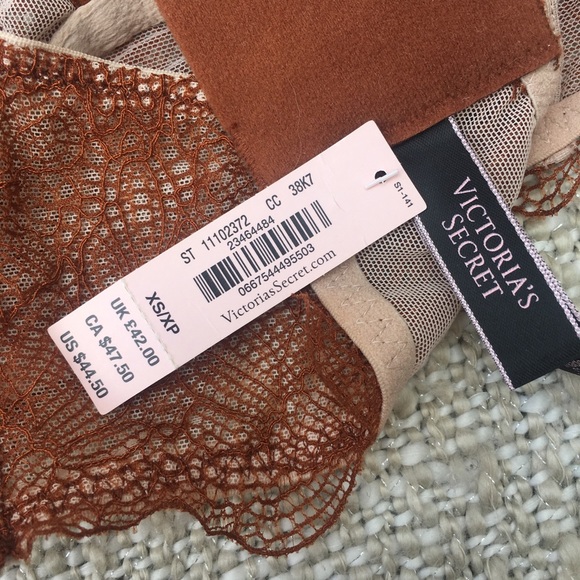 ST 11102372 CC 38K7
23464484
0667544495503
VictoriasSecret.com
XS/XP
UK £42.00
CA $47.50
US $44.50
S1-141
VICTORIA'S
SECRET